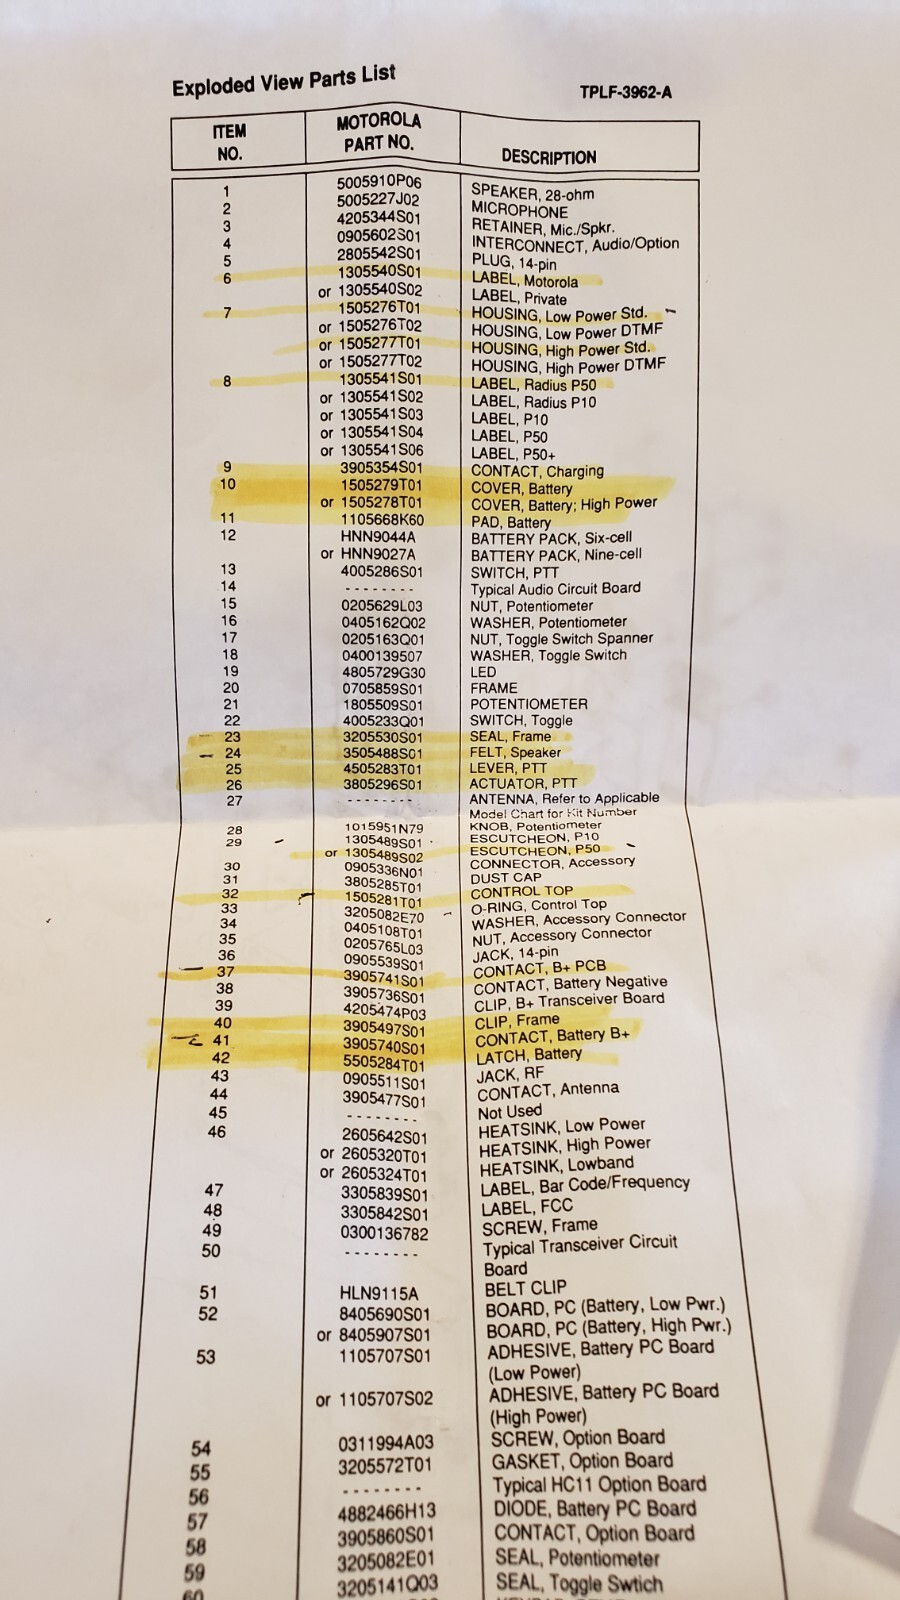 Exploded View Parts List TPLF-3962-A
ITEM NO. MOTOROLA PART NO. DESCRIPTION
1 5005910P06 SPEAKER, 28-ohm
2 5005227J02 MICROPHONE
3 4205344S01 RETAINER, Mic./Spkr.
4 0905602S01 INTERCONNECT, Audio/Option
5 2805542S01 PLUG, 14-pin
6 1305540S01 LABEL, Motorola
or 1305540S02 LABEL, Private
7 1505276T01 HOUSING, Low Power Std.
or 1505276T02 HOUSING, Low Power DTMF
or 1505277T01 HOUSING, High Power Std.
or 1505277T02 HOUSING, High Power DTMF
8 1305541S01 LABEL, Radius P50
or 1305541S02 LABEL, Radius P10
or 1305541S03 LABEL, P10
or 1305541S04 LABEL, P50
or 1305541S06 LABEL, P50+
9 3905354S01 CONTACT, Charging
10 1505279T01 COVER, Battery
or 1505278T01 COVER, Battery; High Power
11 1105668K60 PAD, Battery
12 HNN9044A BATTERY PACK, Six-cell
or HNN9027A BATTERY PACK, Nine-cell
13 4005286S01 SWITCH, PTT
14 -------- Typical Audio Circuit Board
15 0205629L03 NUT, Potentiometer
16 0405162Q02 WASHER, Potentiometer
17 0205163Q01 NUT, Toggle Switch Spanner
18 0400139507 WASHER, Toggle Switch
19 4805729G30 LED
20 0705859S01 FRAME
21 1805509S01 POTENTIOMETER
22 4005233Q01 SWITCH, Toggle
23 3205530S01 SEAL, Frame
24 3505488S01 FELT, Speaker
25 4505283T01 LEVER, PTT
26 3805296S01 ACTUATOR, PTT
27 -------- ANTENNA, Refer to Applicable
Model Chart for Kit Number
28 1015951N79 KNOB, Potentiometer
29 1305489S01 ESCUTCHEON, P10
or 1305489S02 ESCUTCHEON, P50
30 0905336N01 CONNECTOR, Accessory
31 3805285T01 DUST CAP
32 1505281T01 CONTROL TOP
33 3205082E70 O-RING, Control Top
34 0405108T01 WASHER, Accessory Connector
35 0205765L03 NUT, Accessory Connector
36 0905539S01 JACK, 14-pin
37 3905741S01 CONTACT, B+ PCB
38 3905736S01 CONTACT, Battery Negative
39 4205474P03 CLIP, B+ Transceiver Board
40 3905497S01 CLIP, Frame
41 3905740S01 CONTACT, Battery B+
42 5505284T01 LATCH, Battery
43 0905511S01 JACK, RF
44 3905477S01 CONTACT, Antenna
45 -------- Not Used
46 2605642S01 HEATSINK, Low Power
or 2605320T01 HEATSINK, High Power
or 2605324T01 HEATSINK, Lowband
47 3305839S01 LABEL, Bar Code/Frequency
48 3305842S01 LABEL, FCC
49 0300136782 SCREW, Frame
50 -------- Typical Transceiver Circuit
Board
51 HLN9115A BELT CLIP
52 8405690S01 BOARD, PC (Battery, Low Pwr.)
or 8405907S01 BOARD, PC (Battery, High Pwr.)
53 1105707S01 ADHESIVE, Battery PC Board
(Low Power)
or 1105707S02 ADHESIVE, Battery PC Board
(High Power)
54 0311994A03 SCREW, Option Board
55 3205572T01 GASKET, Option Board
56 -------- Typical HC11 Option Board
57 4882466H13 DIODE, Battery PC Board
58 3905860S01 CONTACT, Option Board
59 3205082E01 SEAL, Potentiometer
60 3205141Q03 SEAL, Toggle Swtich